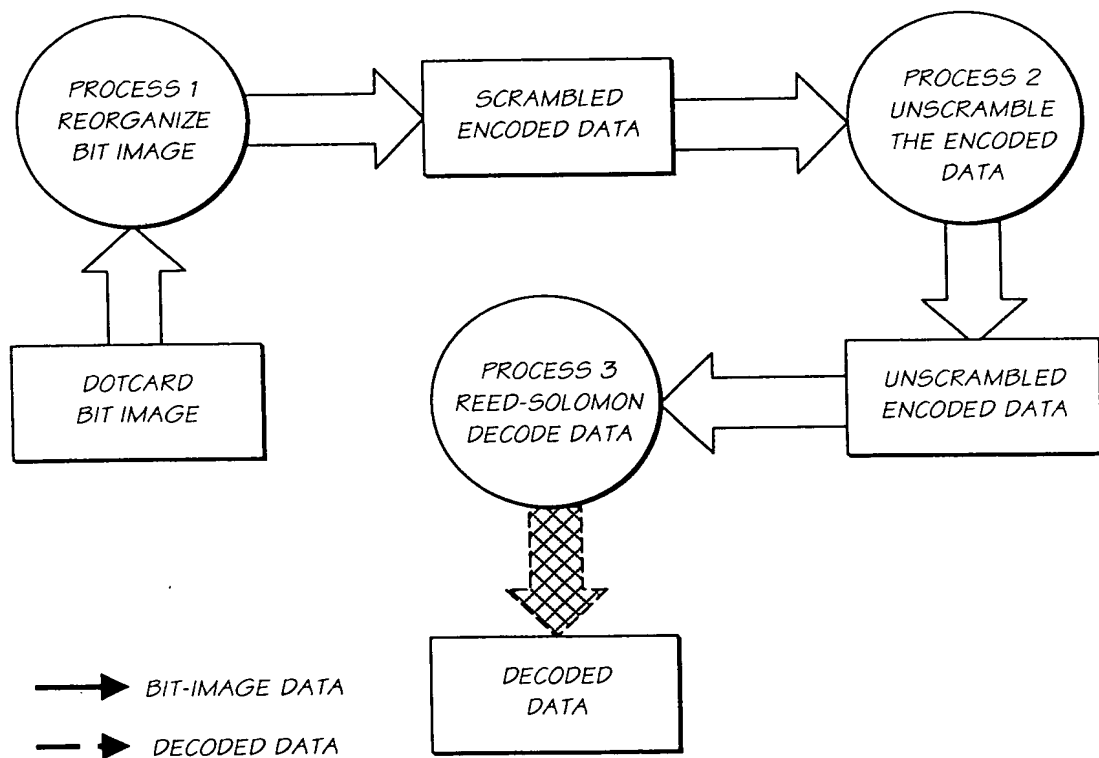 PROCESS 1
REORGANIZE
BIT IMAGE
SCRAMBLED
ENCODED DATA
PROCESS 2
UNSCRAMBLE
THE ENCODED
DATA
DOTCARD
BIT IMAGE
PROCESS 3
REED-SOLOMON
DECODE DATA
UNSCRAMBLED
ENCODED DATA
DECODED
DATA
BIT-IMAGE DATA
DECODED DATA